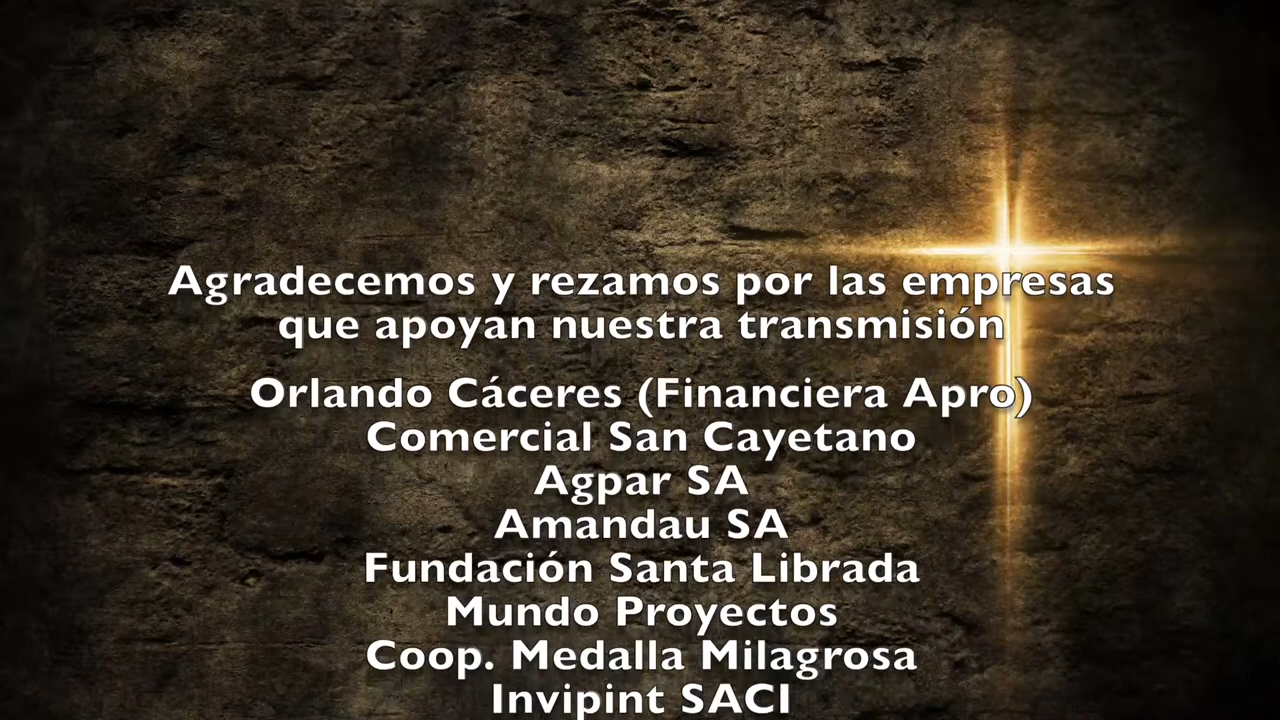 Agradecemos y rezamos por las empresas
que apoyan nuestra transmisión
Orlando Cáceres (Financiera Apro)
Comercial San Cayetano
Agpar SA
Amandau SA
Fundación Santa Librada
Mundo Proyectos
Coop. Medalla Milagrosa
Invipint SACI